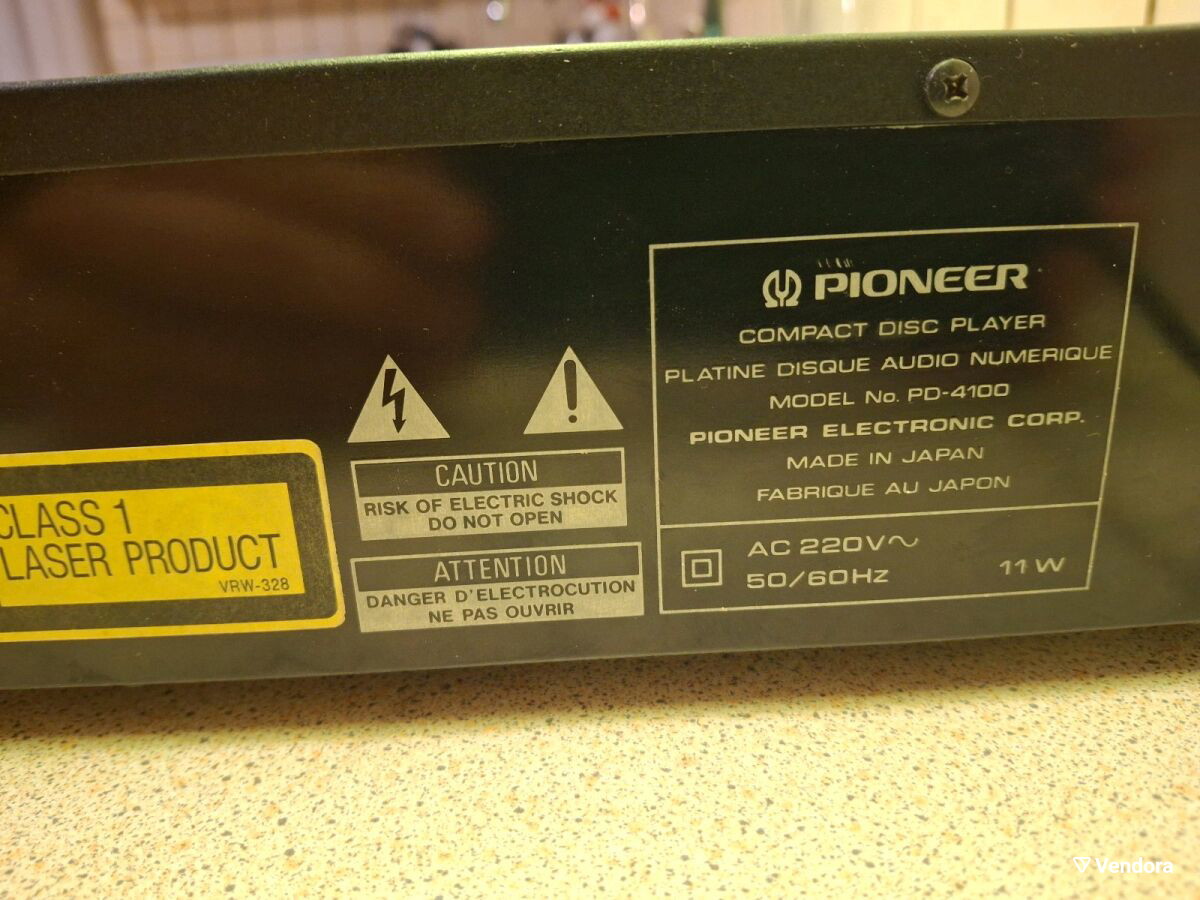 CLASS 1
LASER PRODUCT
VRW-328
CAUTION
RISK OF ELECTRIC SHOCK
DO NOT OPEN
ATTENTION
DANGER D'ELECTROCUTION
NE PAS OUVRIR
PIONEER
COMPACT DISC PLAYER
PLATINE DISQUE AUDIO NUMERIQUE
MODEL No. PD-4100
PIONEER ELECTRONIC CORP.
MADE IN JAPAN
FABRIQUE AU JAPON
AC 220V~
50/60Hz
11W
Vendora